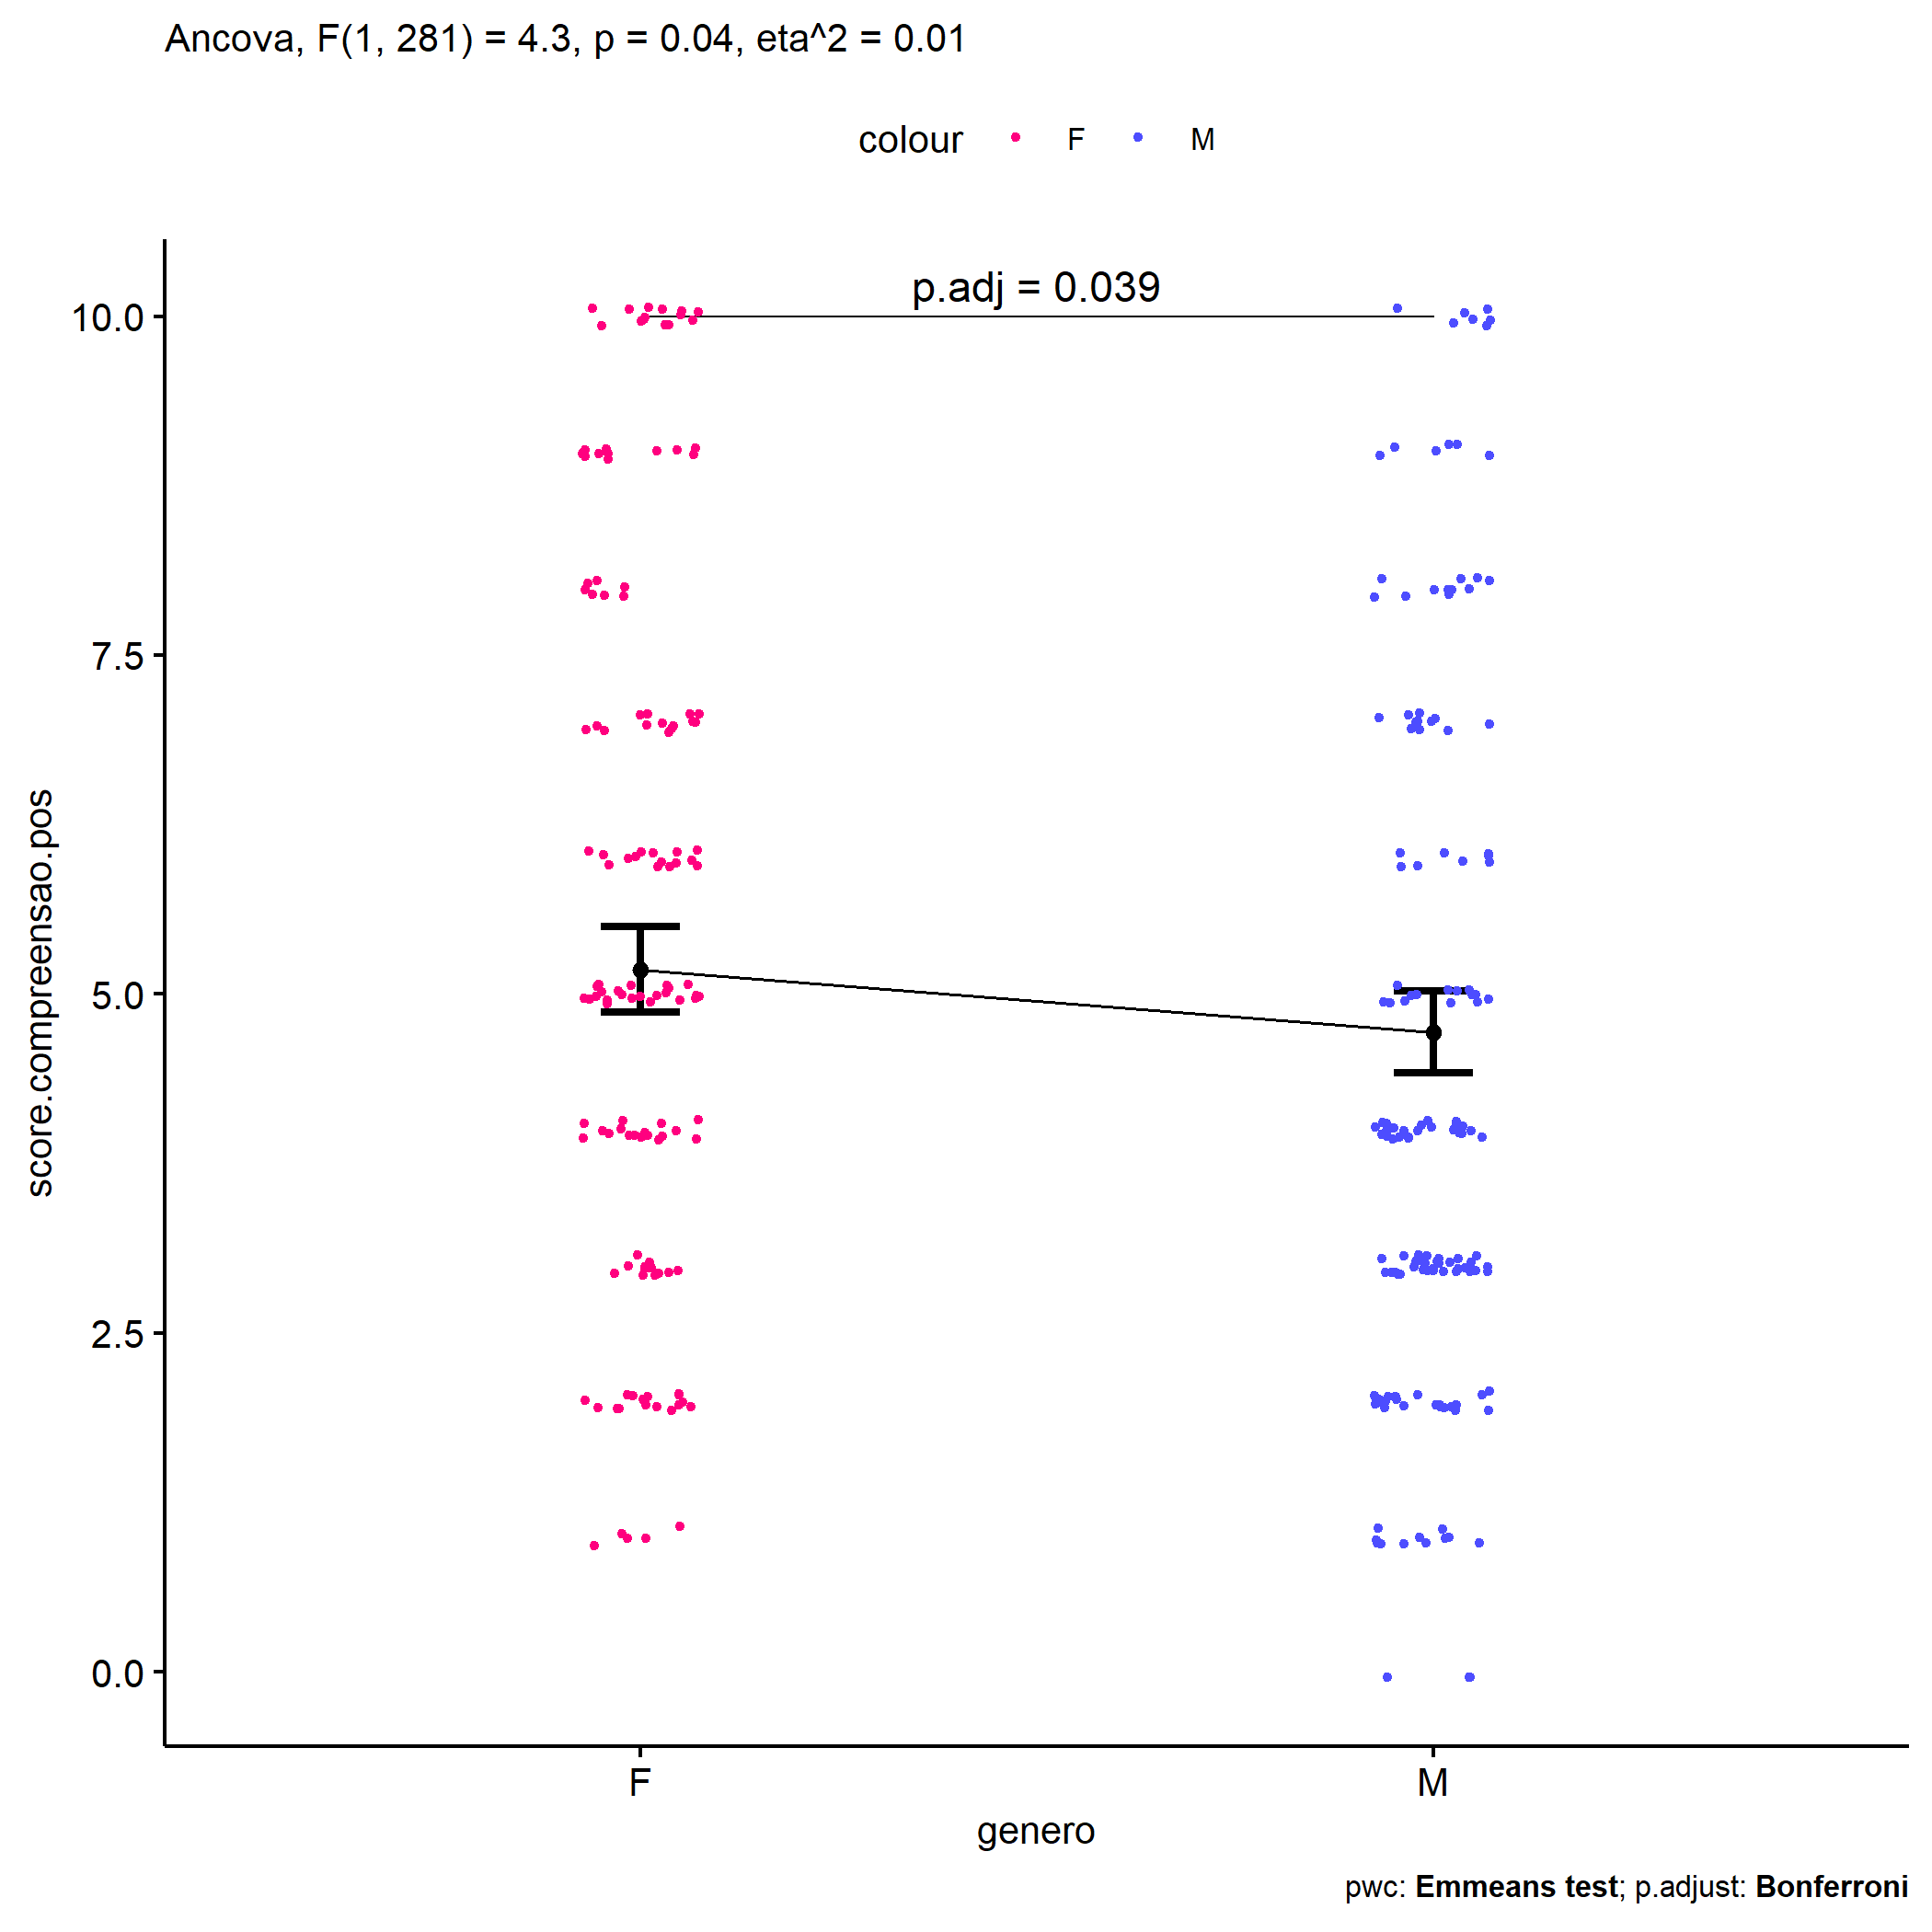 Ancova, F(1, 281) = 4.3, p = 0.04, eta^2 = 0.01
colour F M
p.adj = 0.039
10.0
7.5
5.0
2.5
0.0
score.compreensao.pos
F M
genero
pwc: Emmeans test; p.adjust: Bonferroni